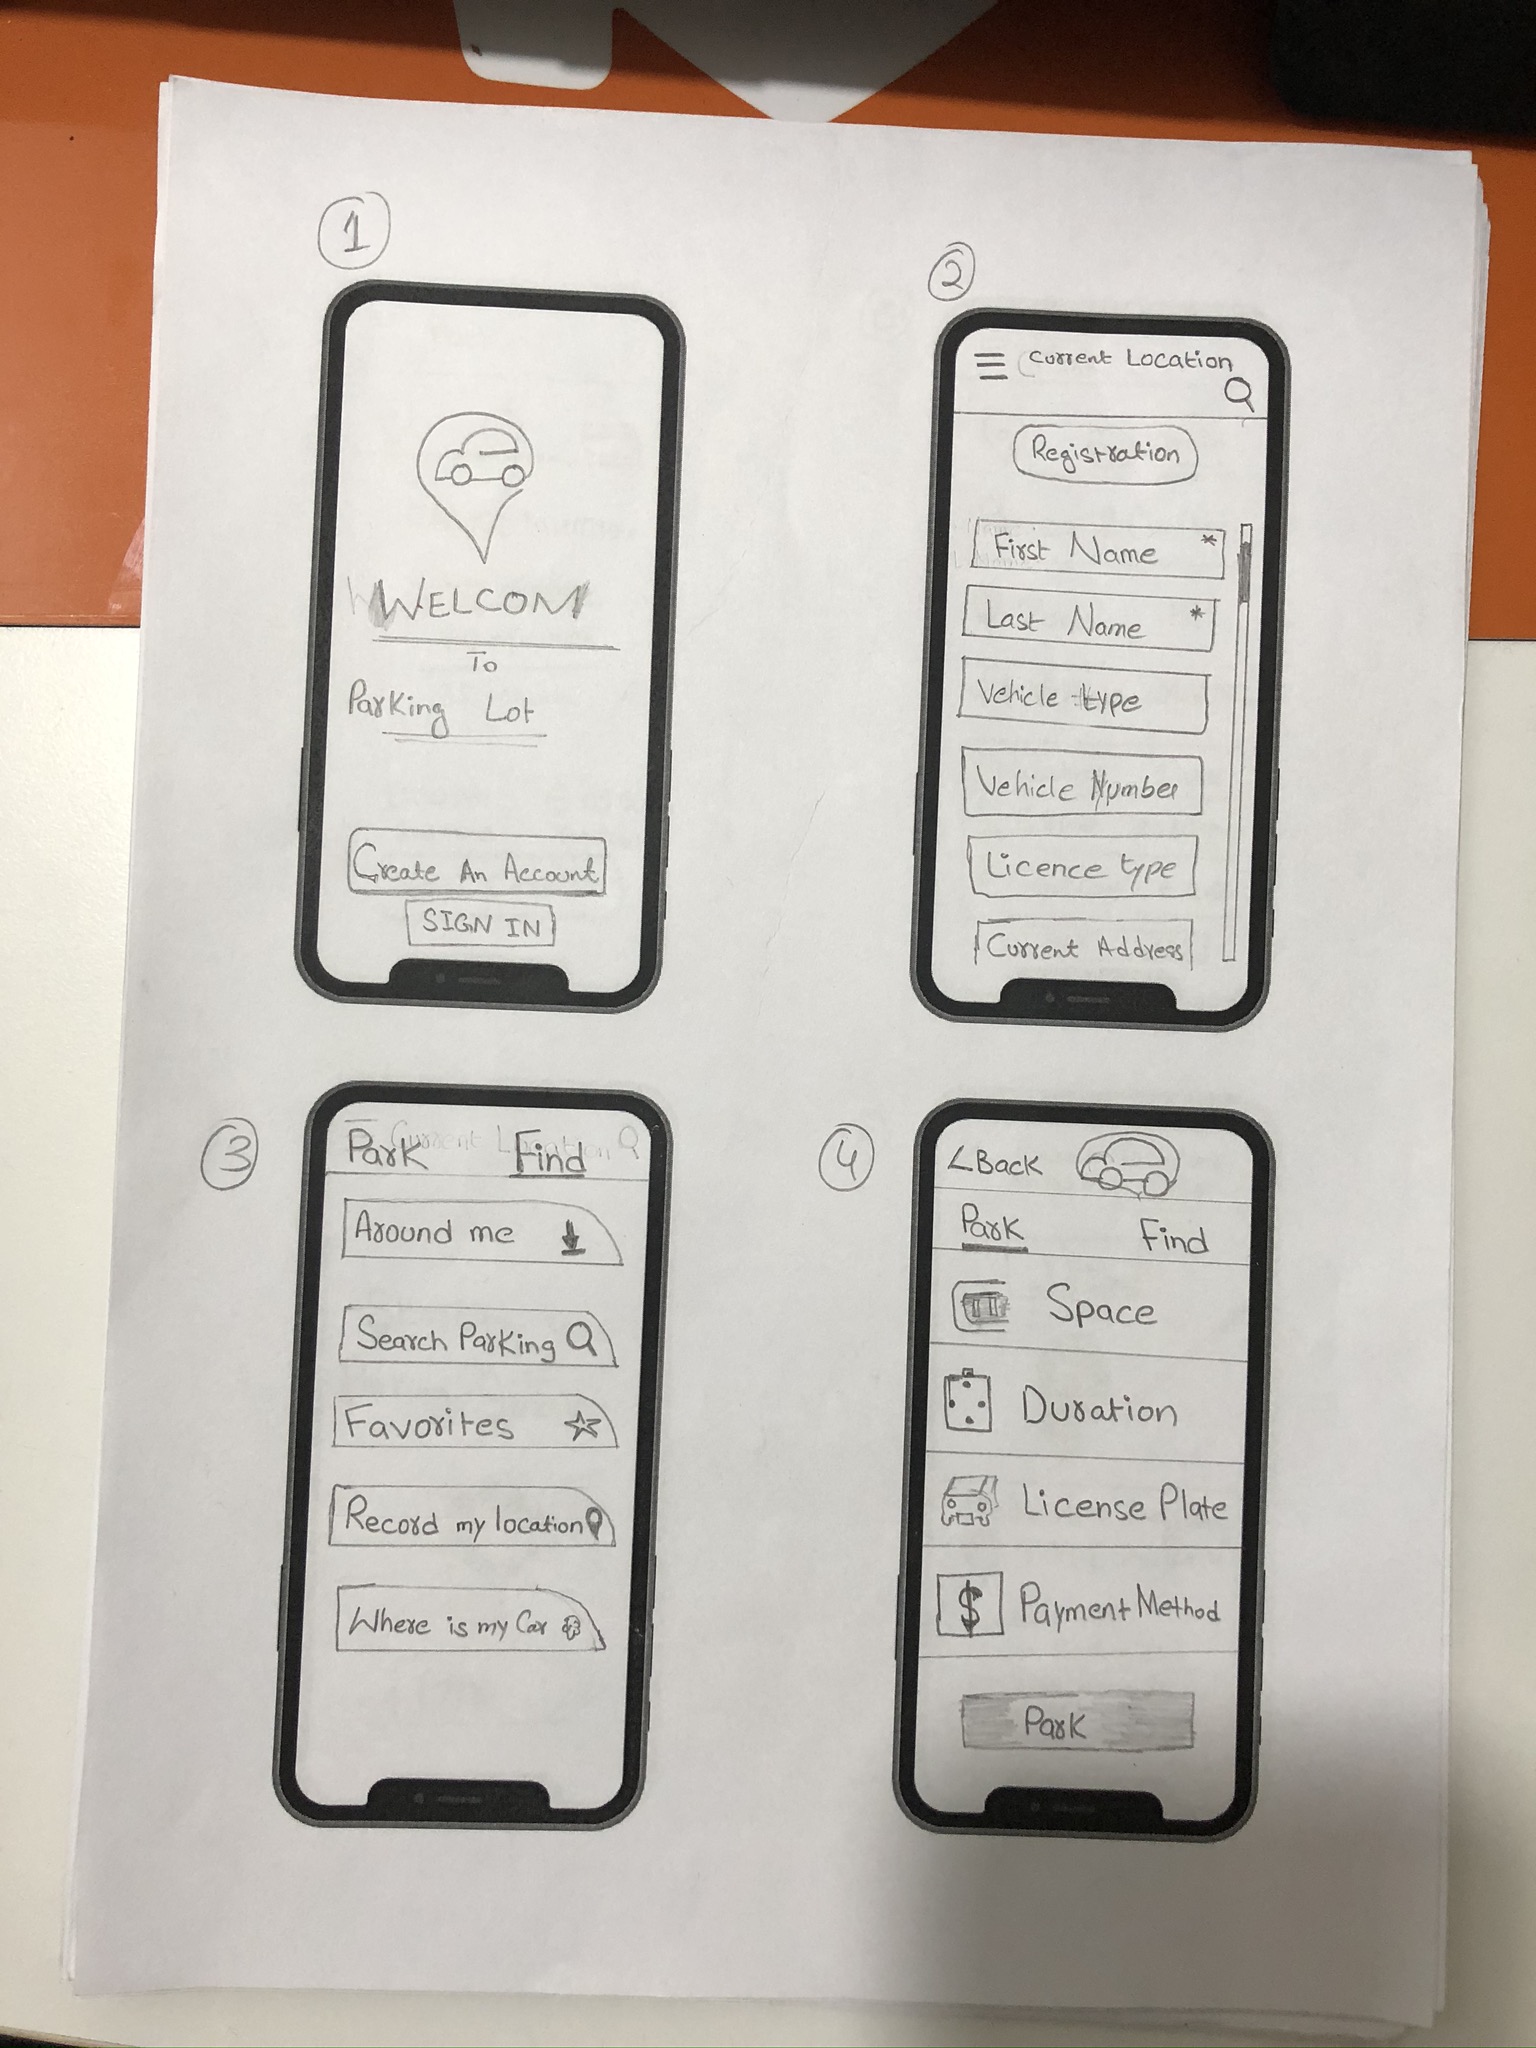 1
WELCOM
To
Parking Lot
Create An Account
SIGN IN
2
Current Location
Registration
First Name *
Last Name *
Vehicle type
Vehicle Number
Licence type
Current Address
3
Park Find
Current Location
Around me
Search Parking
Favorites
Record my location
Where is my Car
4
<Back
Park Find
Space
Duration
License Plate
$ Payment Method
Park